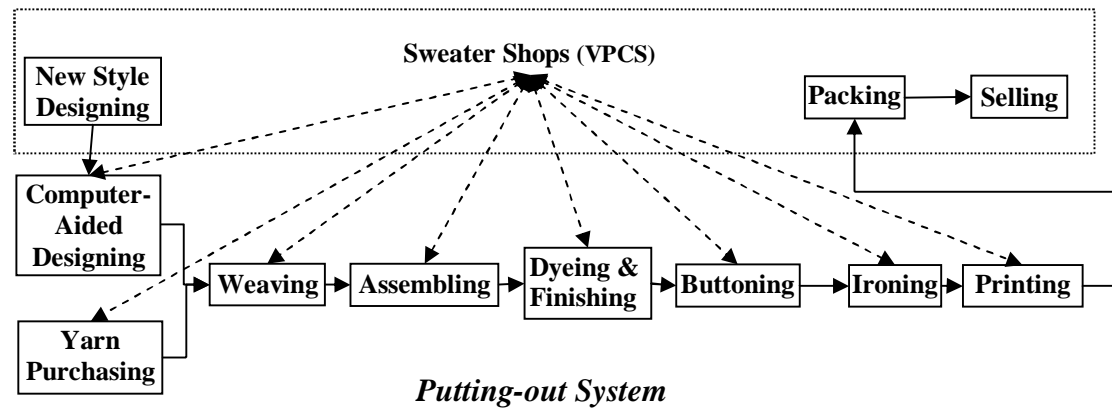 Sweater Shops (VPCS)
New Style
Designing
Packing
Selling
Computer-
Aided
Designing
Weaving
Assembling
Dyeing &
Finishing
Buttoning
Ironing
Printing
Yarn
Purchasing
Putting-out System